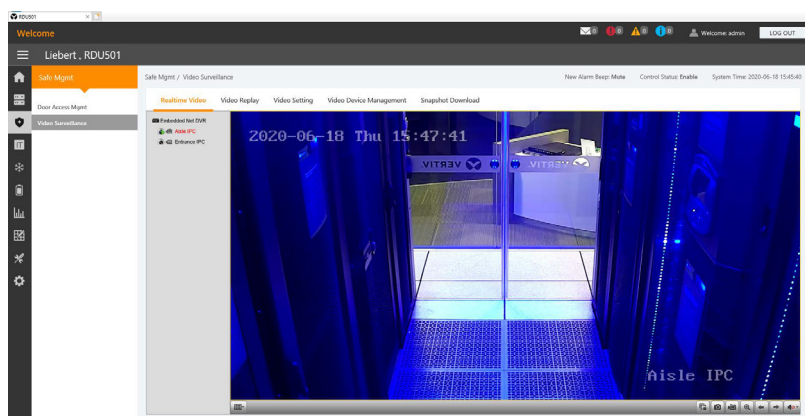 RDU501
Welcome
0 0 0 0 Welcome: admin LOG OUT
Liebert . RDU501
Safe Mgmt
Door Access Mgmt
Video Surveillance
Safe Mgmt / Video Surveillance
New Alarm Beep: Mute Control Status: Enable System Time: 2020-06-18 15:45:40
Realtime Video Video Replay Video Setting Video Device Management Snapshot Download
Embedded Net DVR
Aisle IPC
Entrance IPC
2020-06-18 Thu 15:47:41
VERTIV VERTIV
Aisle IPC